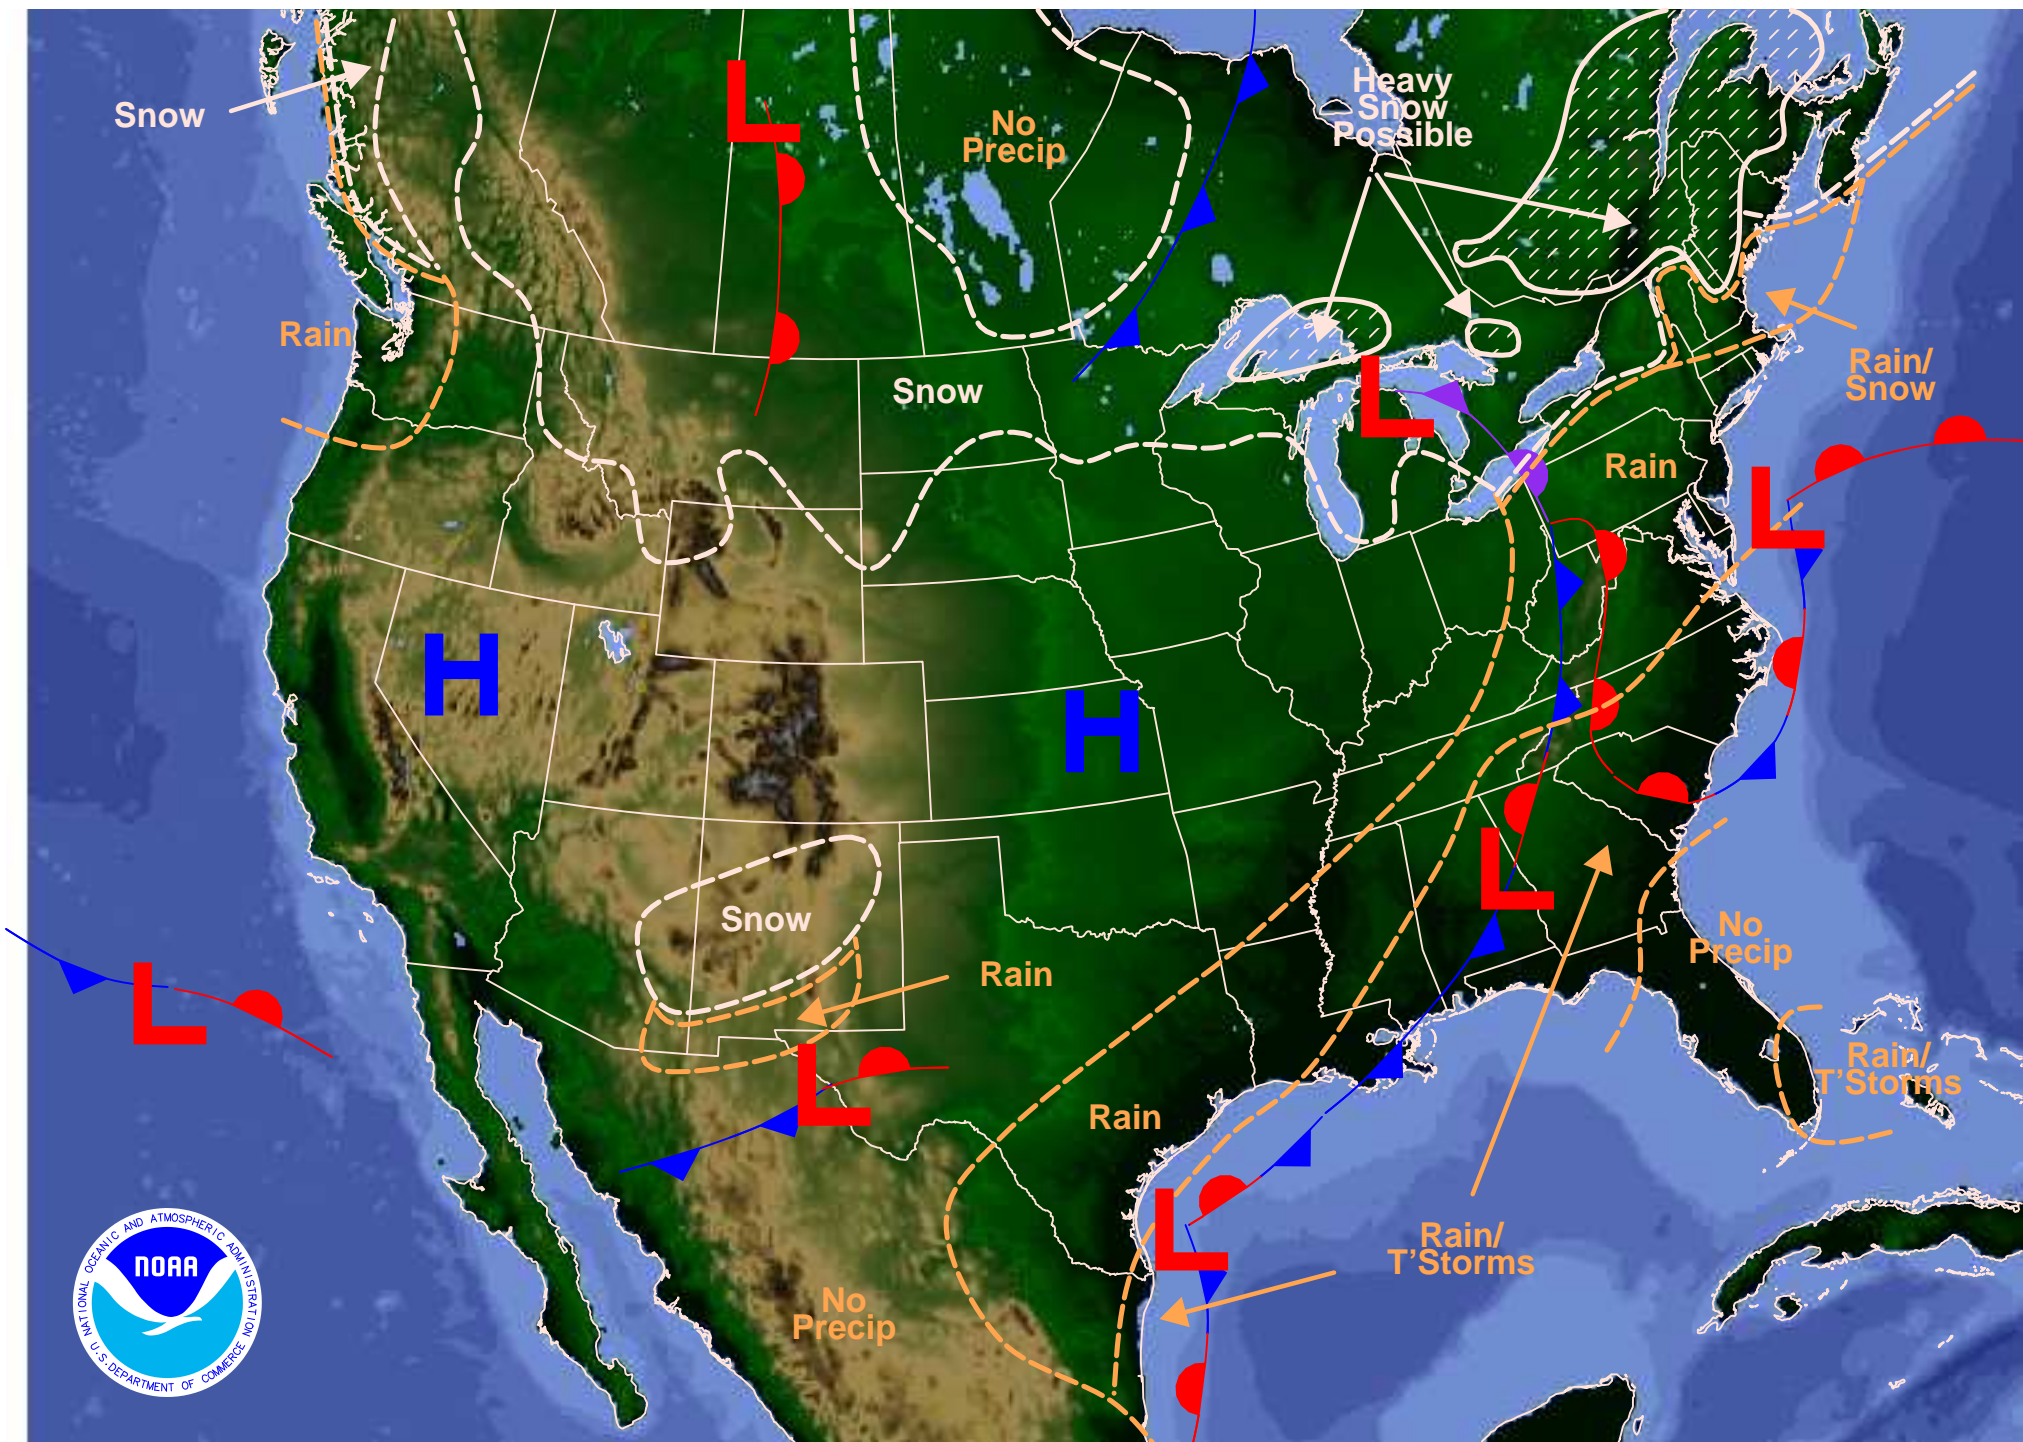 Snow
No
Precip
Heavy
Snow
Possible
L
Rain
Rain/
Snow
Snow
L
Rain
L
H
H
L
Snow
No
Precip
Rain
L
L
Rain/
T'Storms
Rain
L
Rain/
T'Storms
No
Precip
NATIONAL OCEANIC AND ATMOSPHERIC ADMINISTRATION
NOAA
U.S. DEPARTMENT OF COMMERCE